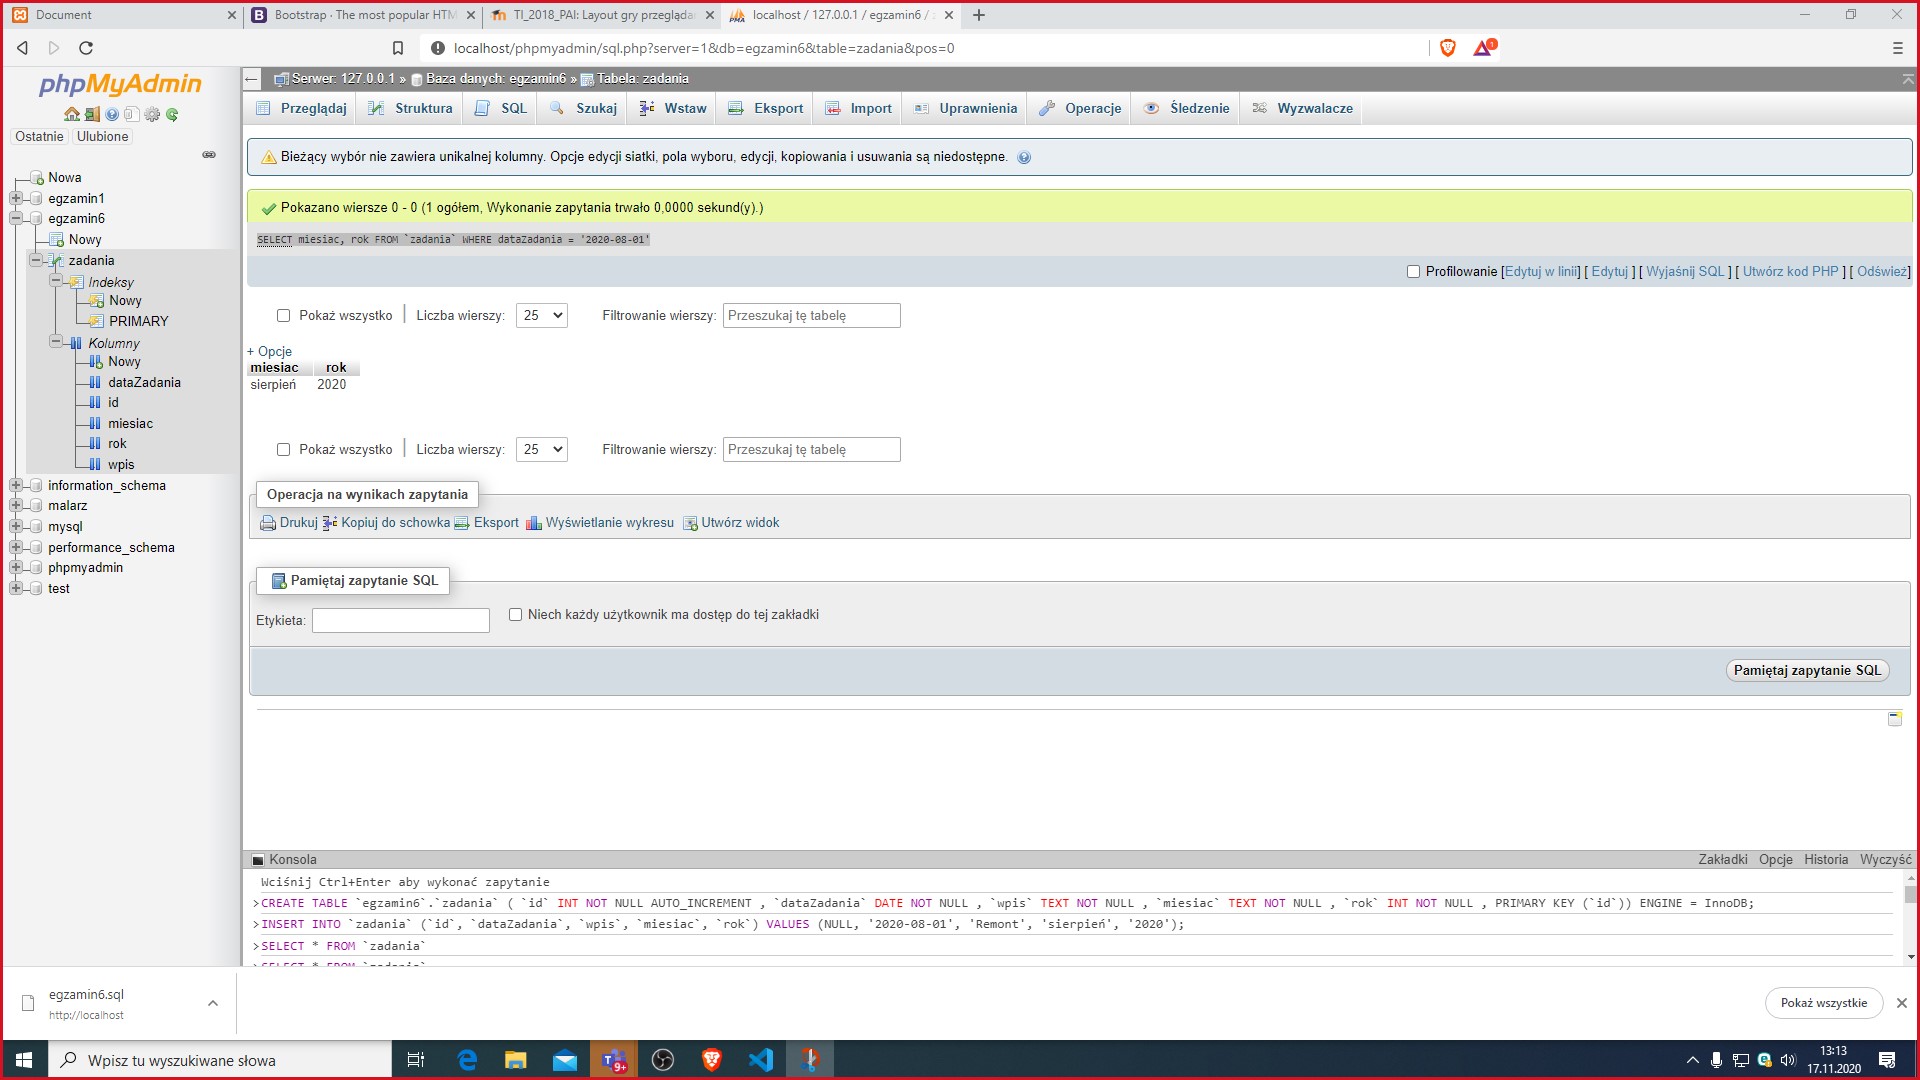 Document
Bootstrap · The most popular HTM
TI_2018_PAI: Layout gry przegląda
localhost / 127.0.0.1 / egzamin6 /
localhost/phpmyadmin/sql.php?server=1&db=egzamin6&table=zadania&pos=0
1
phpMyAdmin
Ostatnie
Ulubione
Nowa
egzamin1
egzamin6
Nowy
zadania
Indeksy
Nowy
PRIMARY
Kolumny
Nowy
dataZadania
id
miesiac
rok
wpis
information_schema
malarz
mysql
performance_schema
phpmyadmin
test
Serwer: 127.0.0.1 » Baza danych: egzamin6 » Tabela: zadania
Przeglądaj Struktura SQL Szukaj Wstaw Eksport Import Uprawnienia Operacje Śledzenie Wyzwalacze
Bieżący wybór nie zawiera unikalnej kolumny. Opcje edycji siatki, pola wyboru, edycji, kopiowania i usuwania są niedostępne.
Pokazano wiersze 0 - 0 (1 ogółem, Wykonanie zapytania trwało 0,0000 sekund(y).)
SELECT miesiac, rok FROM `zadania` WHERE dataZadania = '2020-08-01'
Profilowanie [Edytuj w linii] [ Edytuj ] [ Wyjaśnij SQL ] [ Utwórz kod PHP ] [ Odśwież]
Pokaż wszystko | Liczba wierszy: 25 Filtrowanie wierszy: Przeszukaj tę tabelę
+ Opcje
miesiac rok
sierpień 2020
Pokaż wszystko | Liczba wierszy: 25 Filtrowanie wierszy: Przeszukaj tę tabelę
Operacja na wynikach zapytania
Drukuj Kopiuj do schowka Eksport Wyświetlanie wykresu Utwórz widok
Pamiętaj zapytanie SQL
Etykieta: Niech każdy użytkownik ma dostęp do tej zakładki
Pamiętaj zapytanie SQL
Konsola Zakładki Opcje Historia Wyczyść
Wciśnij Ctrl+Enter aby wykonać zapytanie
>CREATE TABLE `egzamin6`.`zadania` ( `id` INT NOT NULL AUTO_INCREMENT , `dataZadania` DATE NOT NULL , `wpis` TEXT NOT NULL , `miesiac` TEXT NOT NULL , `rok` INT NOT NULL , PRIMARY KEY (`id`)) ENGINE = InnoDB;
>INSERT INTO `zadania` (`id`, `dataZadania`, `wpis`, `miesiac`, `rok`) VALUES (NULL, '2020-08-01', 'Remont', 'sierpień', '2020');
>SELECT * FROM `zadania`
>SELECT * FROM `zadania`
egzamin6.sql
http://localhost
Pokaż wszystkie
Wpisz tu wyszukiwane słowa
9+
13:13
17.11.2020